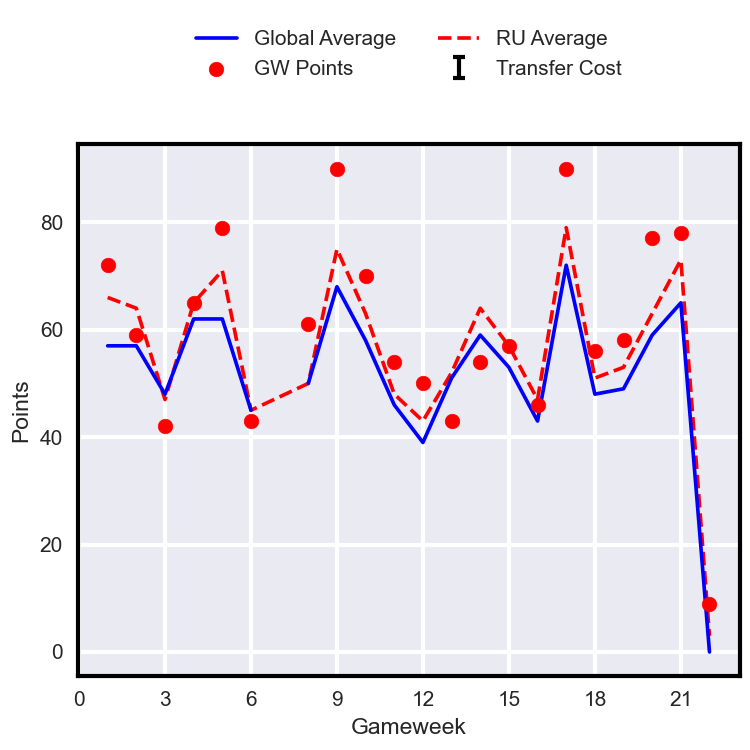 Global Average
RU Average
GW Points
Transfer Cost
80
60
40
20
0
Points
0 3 6 9 12 15 18 21
Gameweek